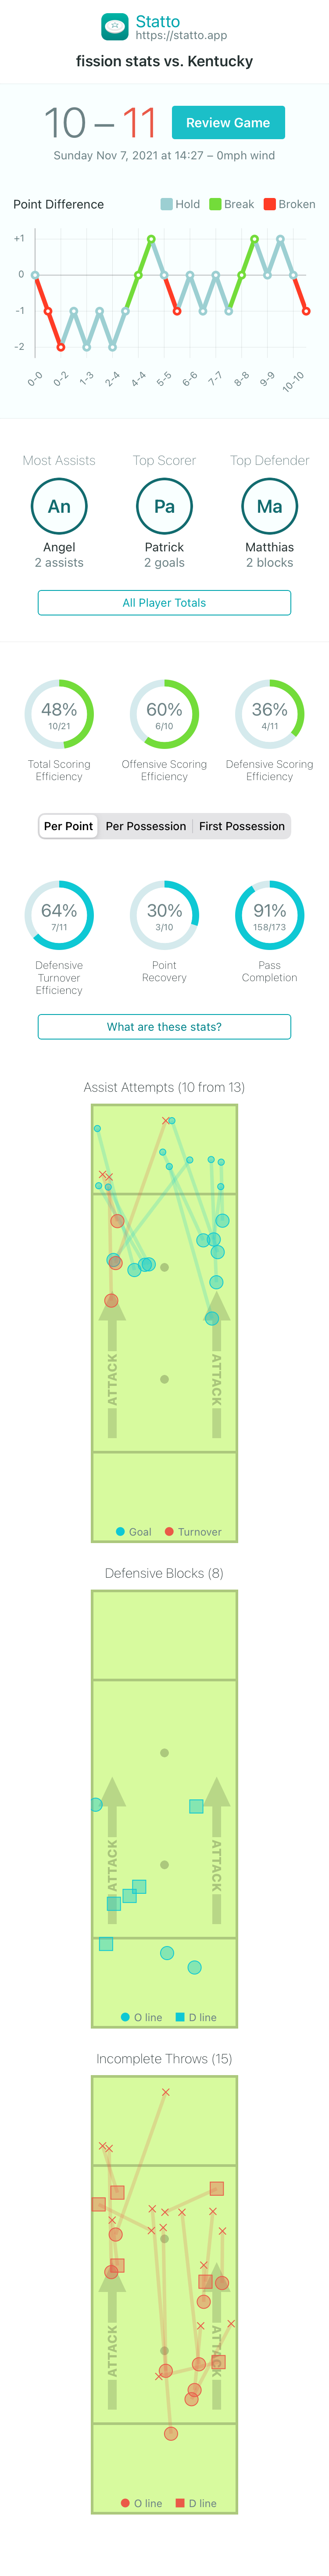 Statto
https://statto.app
fission stats vs. Kentucky
10 – 11
Review Game
Sunday Nov 7, 2021 at 14:27 – 0mph wind
Point Difference
Hold
Break
Broken
+1
0
-1
-2
0-0
0-2
1-3
2-4
4-4
5-5
6-6
7-7
8-8
9-9
10-10
Most Assists
Top Scorer
Top Defender
An
Pa
Ma
Angel
Patrick
Matthias
2 assists
2 goals
2 blocks
All Player Totals
48%
60%
36%
10/21
6/10
4/11
Total Scoring
Efficiency
Offensive Scoring
Efficiency
Defensive Scoring
Efficiency
Per Point
Per Possession
First Possession
64%
30%
91%
7/11
3/10
158/173
Defensive
Turnover
Efficiency
Point
Recovery
Pass
Completion
What are these stats?
Assist Attempts (10 from 13)
ATTACK
ATTACK
Goal
Turnover
Defensive Blocks (8)
ATTACK
ATTACK
O line
D line
Incomplete Throws (15)
ATTACK
ATTACK
O line
D line